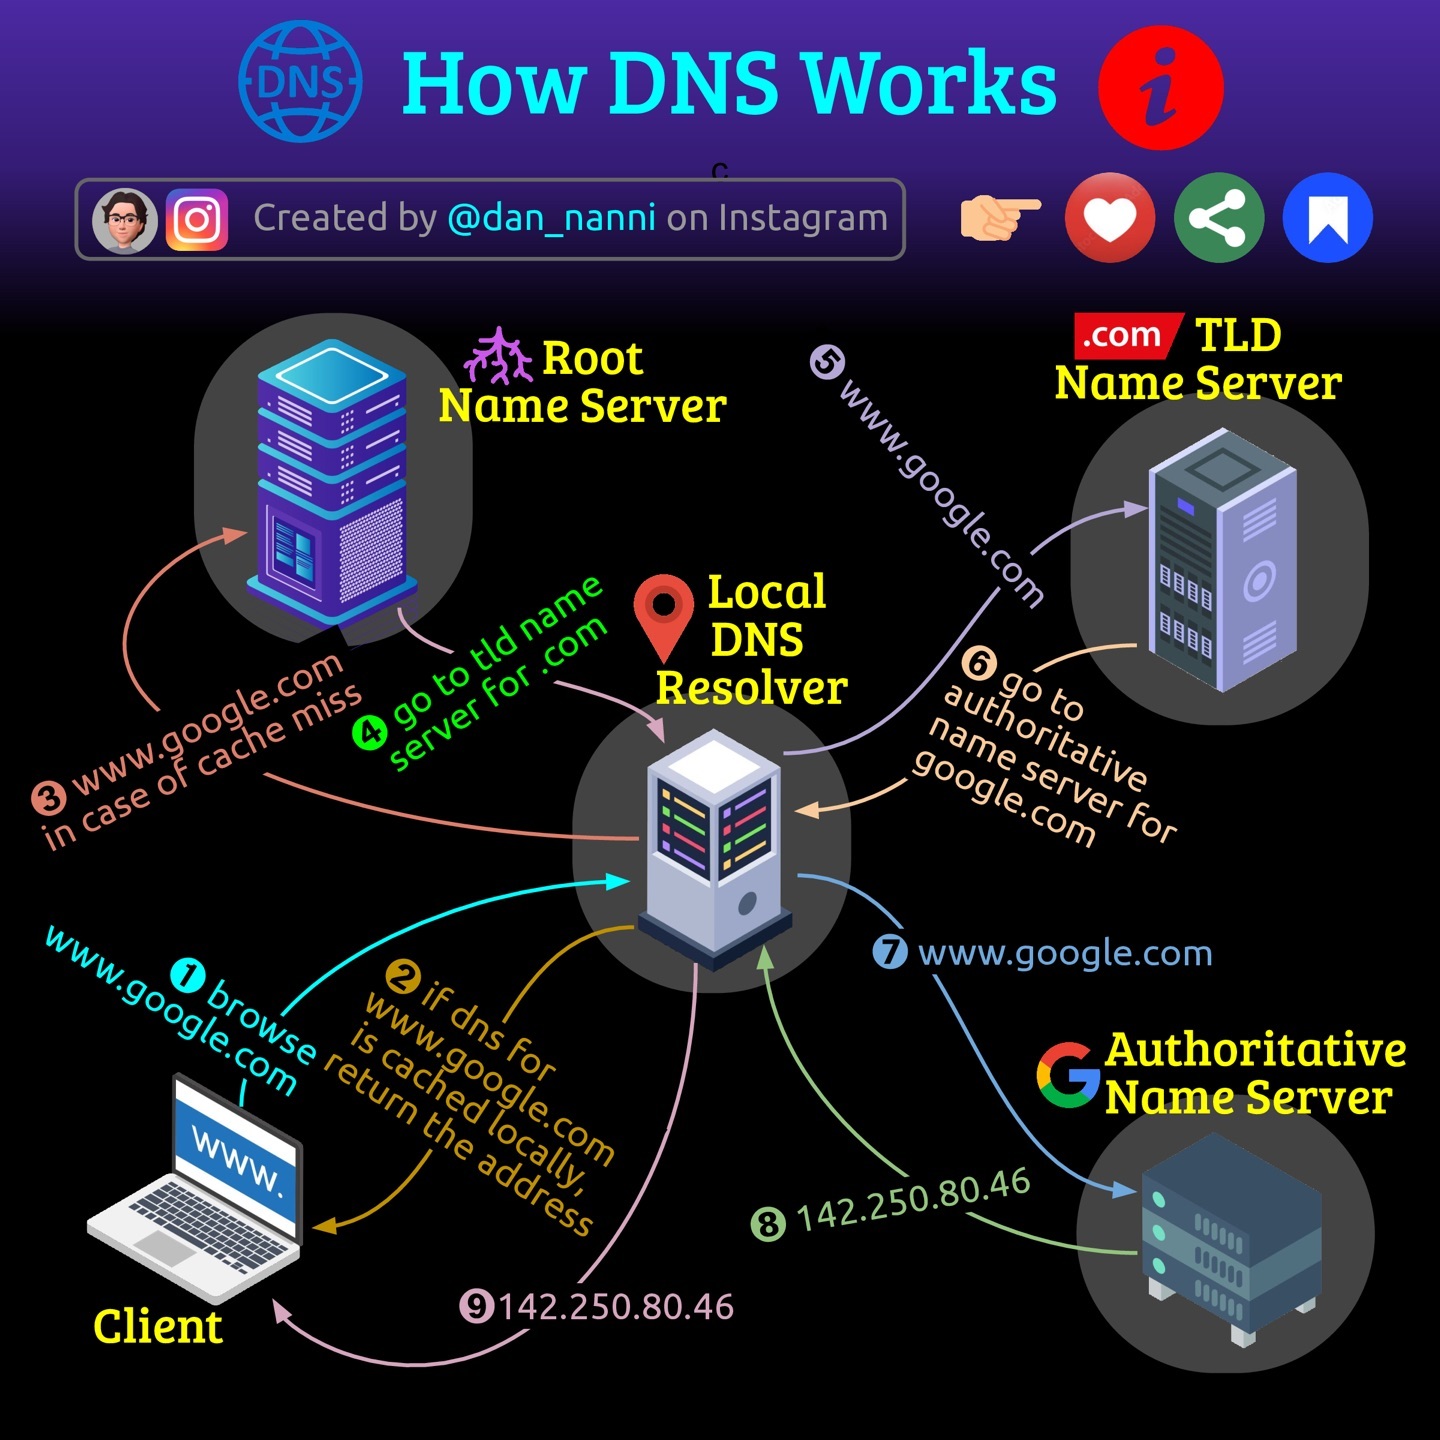 DNS
How DNS Works
i
c
Created by @dan_nanni on Instagram
Root
Name Server
.com TLD
Name Server
5 www.google.com
Local
DNS
Resolver
4 go to tld name
server for .com
6 go to
authoritative
name server for
google.com
3 www.google.com
in case of cache miss
1 browse
www.google.com
2 if dns for
www.google.com
is cached locally,
return the address
7 www.google.com
G Authoritative
Name Server
www.
8 142.250.80.46
9 142.250.80.46
Client